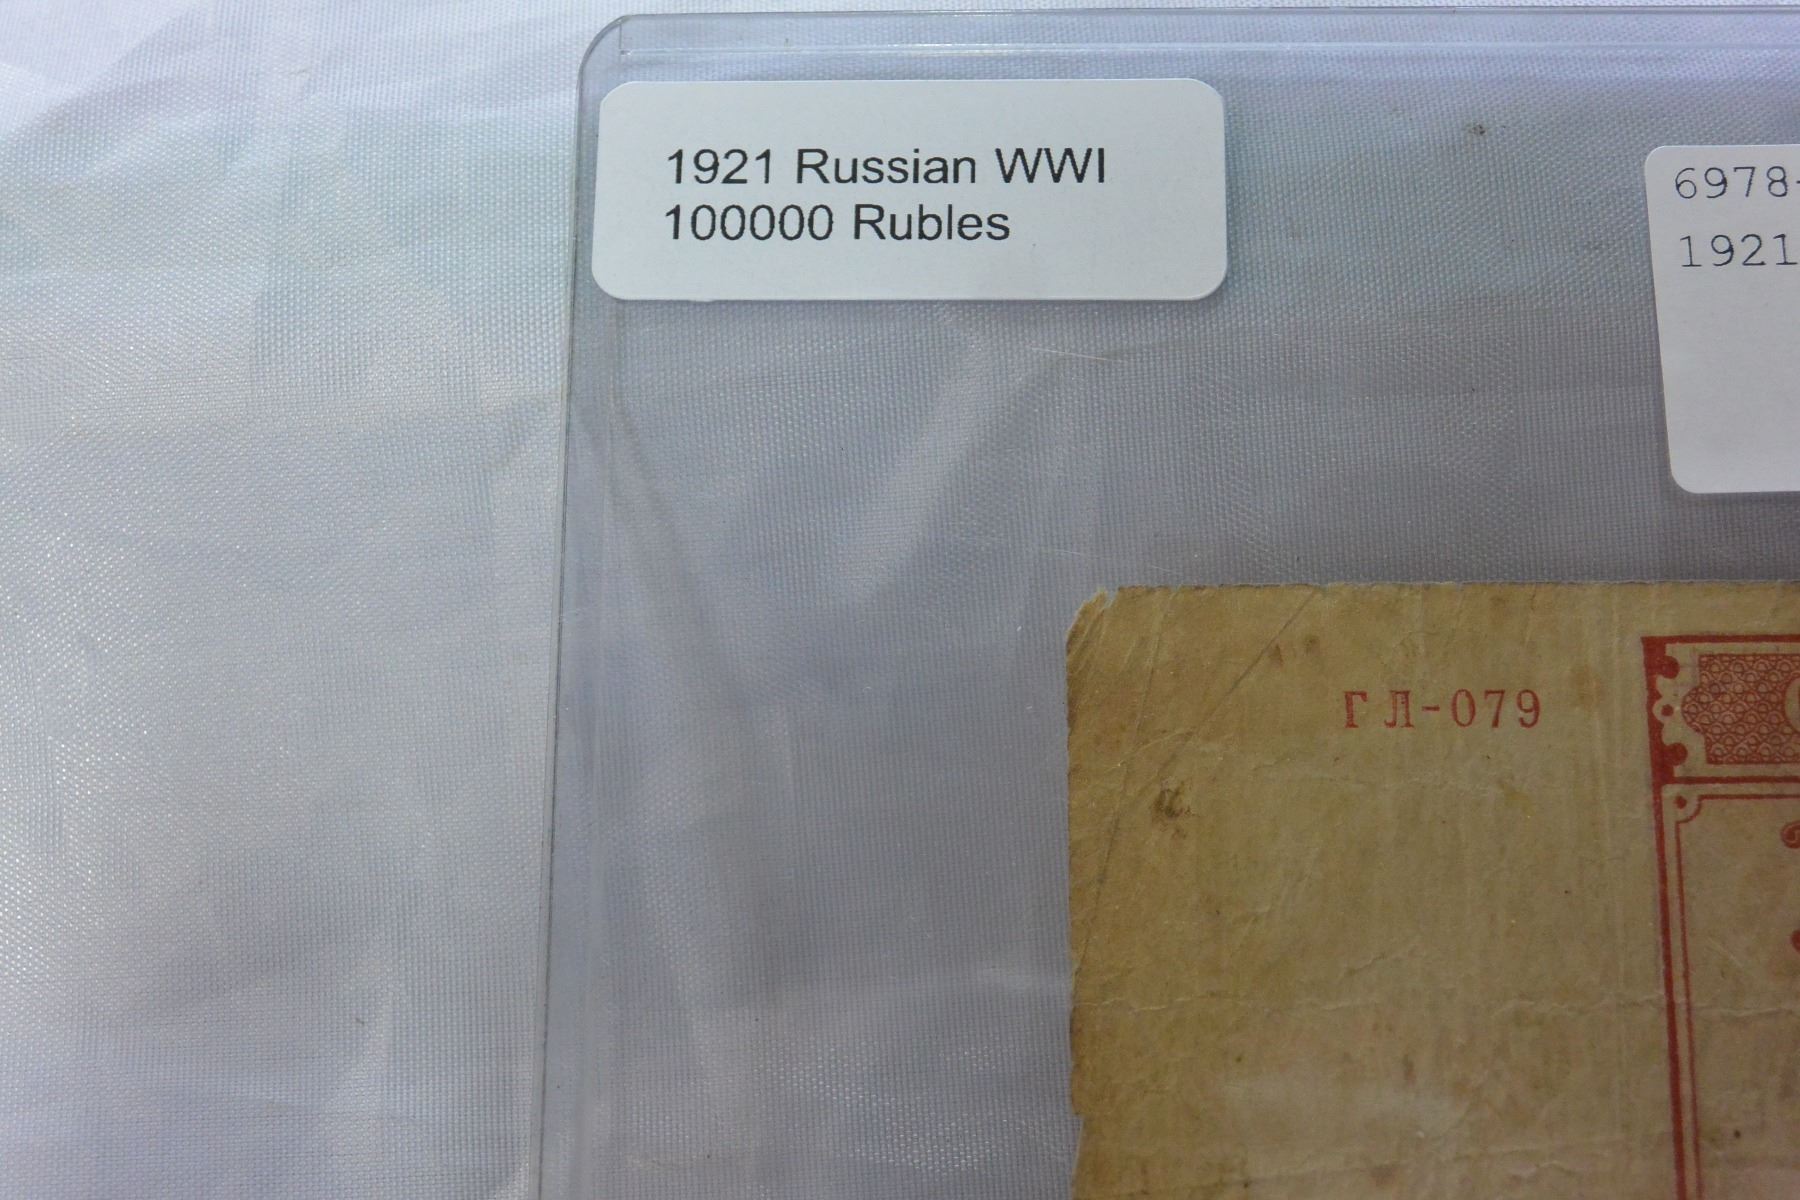 1921 Russian WWI
100000 Rubles
6978-
1921
ГЛ-079